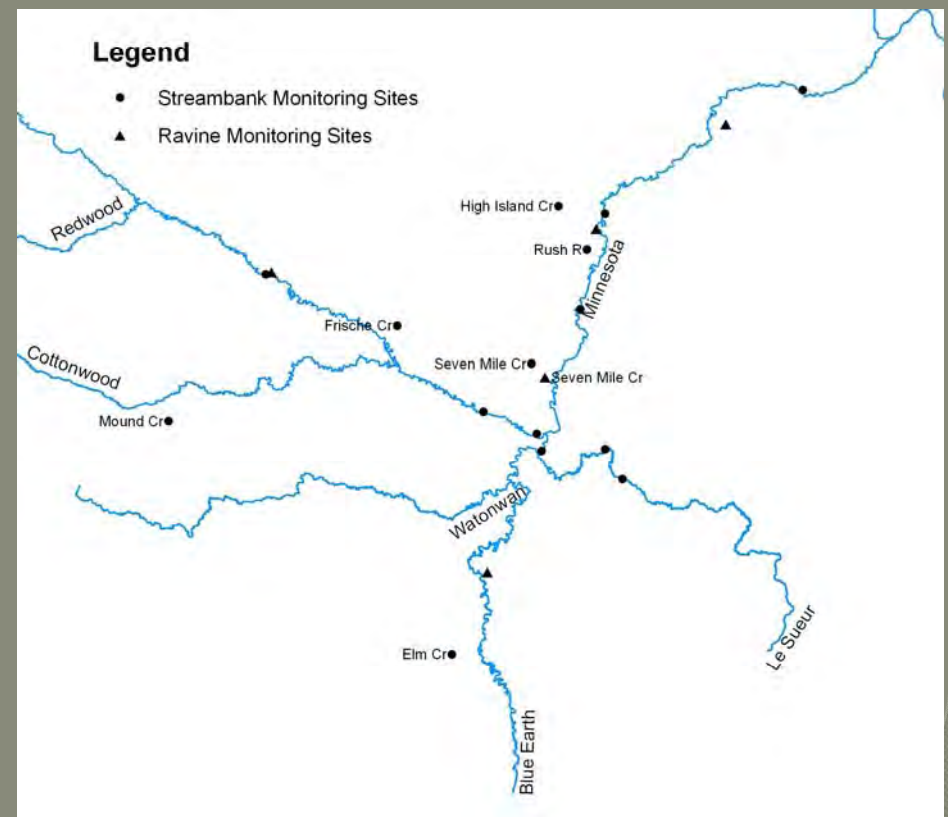 Legend
Streambank Monitoring Sites
Ravine Monitoring Sites
High Island Cr
Redwood
Rush R
Minnesota
Frische Cr
Cottonwood
Seven Mile Cr
Seven Mile Cr
Mound Cr
Watonwan
Le Sueur
Elm Cr
Blue Earth